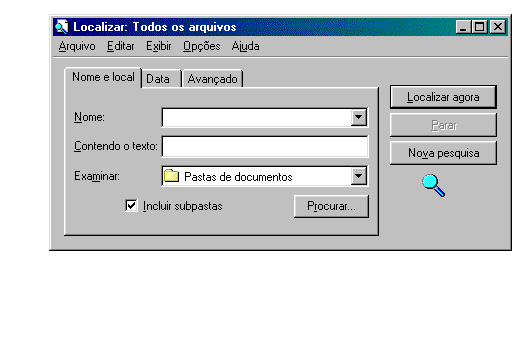 Localizar: Todos os arquivos
Arquivo Editar Exibir Opções Ajuda
Nome e local Data Avançado
Nome:
Contendo o texto:
Examinar: Pastas de documentos
Incluir subpastas Procurar...
Localizar agora
Parar
Nova pesquisa